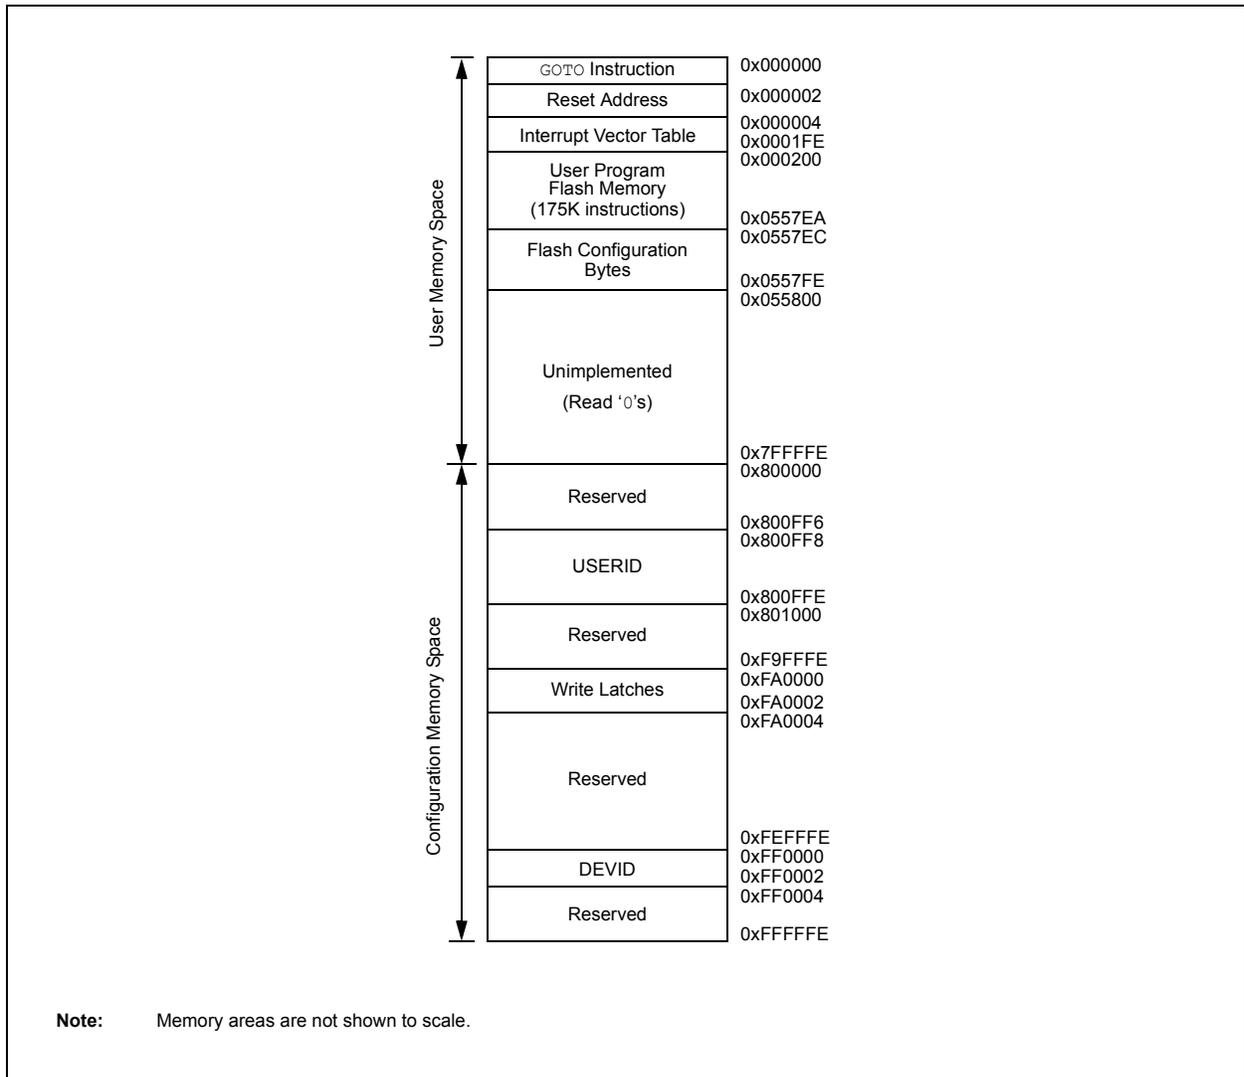 GOTO Instruction
0x000000
Reset Address
0x000002
Interrupt Vector Table
0x000004
0x0001FE
User Program
Flash Memory
(175K instructions)
0x000200
0x0557EA
Flash Configuration
Bytes
0x0557EC
0x0557FE
Unimplemented
(Read ‘0’s)
0x055800
0x7FFFFE
User Memory Space
Reserved
0x800000
0x800FF6
USERID
0x800FF8
0x800FFE
Reserved
0x801000
0xF9FFFE
Write Latches
0xFA0000
0xFA0002
Reserved
0xFA0004
0xFEFFFE
DEVID
0xFF0000
0xFF0002
Reserved
0xFF0004
0xFFFFFE
Configuration Memory Space
Note: Memory areas are not shown to scale.